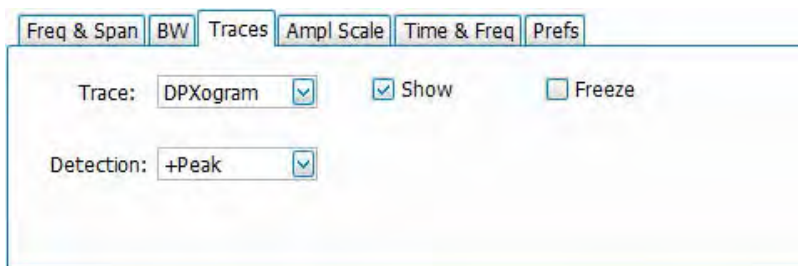 Freq & Span BW Traces Ampl Scale Time & Freq Prefs
Trace: DPXogram Show Freeze
Detection: +Peak